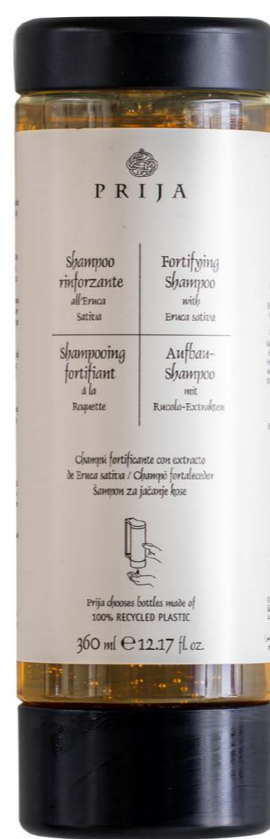 PRIJA
Shampoo
rinforzante
all'Eruca
Sativa
Fortifying
Shampoo
with
Eruca sativa
Shampooing
fortifiant
à la
Roquette
Aufbau-
Shampoo
mit
Rucola-Extrakten
Champú fortificante con extracto
de Eruca sativa / Champô fortalecedor
Šampon za jačanje kose
Prija chooses bottles made of
100% RECYCLED PLASTIC
360 ml ℮ 12.17 fl. oz.